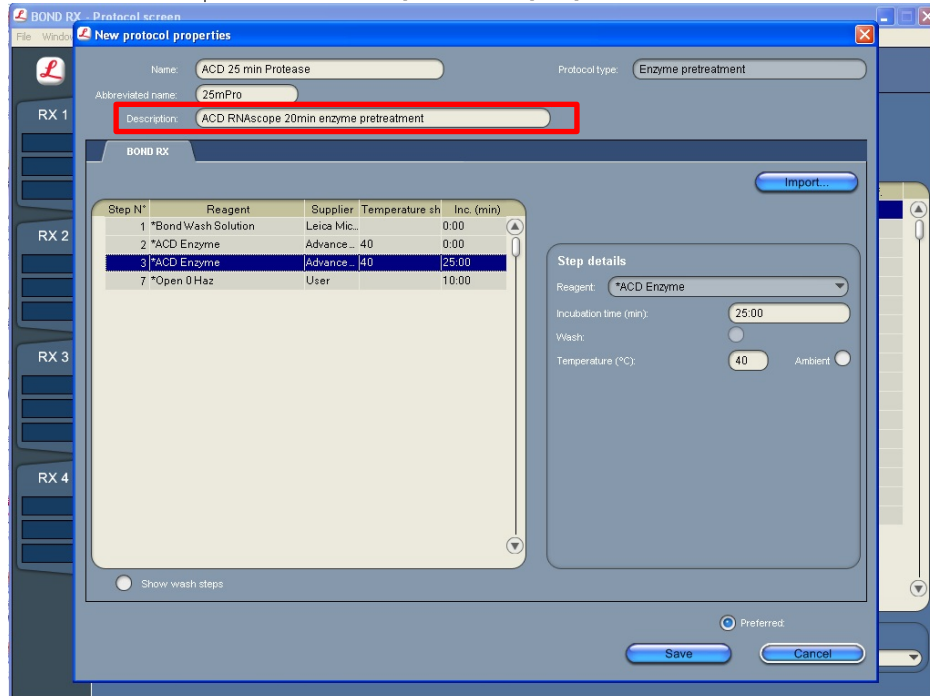 BOND RX - Protocol screen
File Window
New protocol properties
Name: ACD 25 min Protease
Protocol type: Enzyme pretreatment
Abbreviated name: 25mPro
Description: ACD RNAscope 20min enzyme pretreatment
RX 1
RX 2
RX 3
RX 4
BOND RX
Import...
Step N° Reagent Supplier Temperature sh Inc. (min)
1 *Bond Wash Solution Leica Mic... 0:00
2 *ACD Enzyme Advance... 40 0:00
3 *ACD Enzyme Advance... 40 25:00
7 *Open 0 Haz User 10:00
Step details
Reagent: *ACD Enzyme
Incubation time (min): 25:00
Wash:
Temperature (°C): 40 Ambient
Show wash steps
Preferred:
Save Cancel